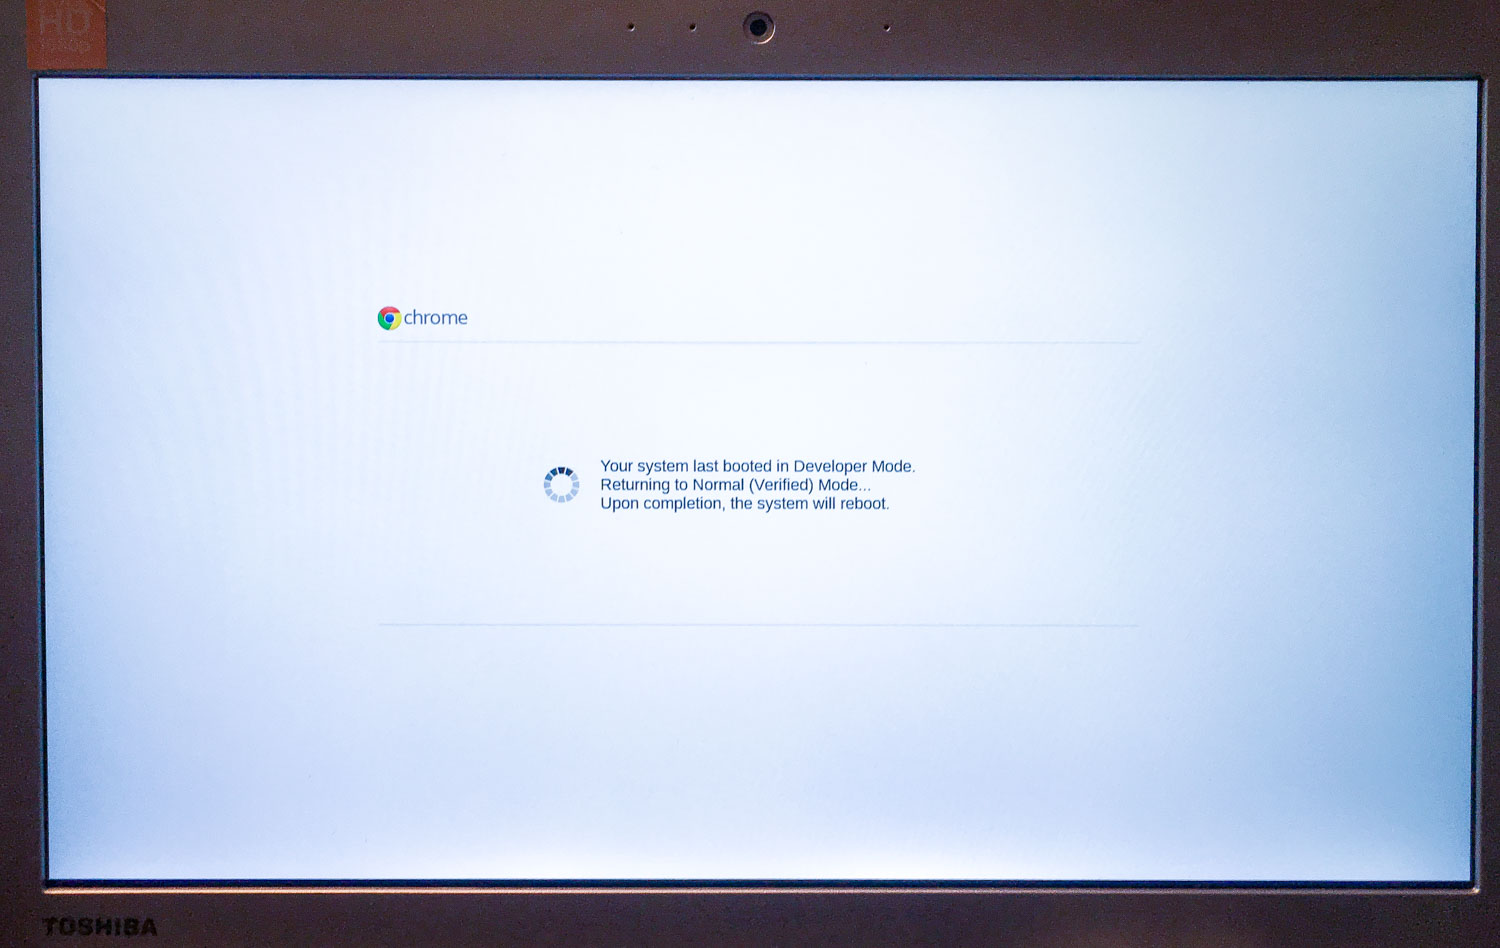 HD
1080p
chrome
Your system last booted in Developer Mode.
Returning to Normal (Verified) Mode...
Upon completion, the system will reboot.
TOSHIBA